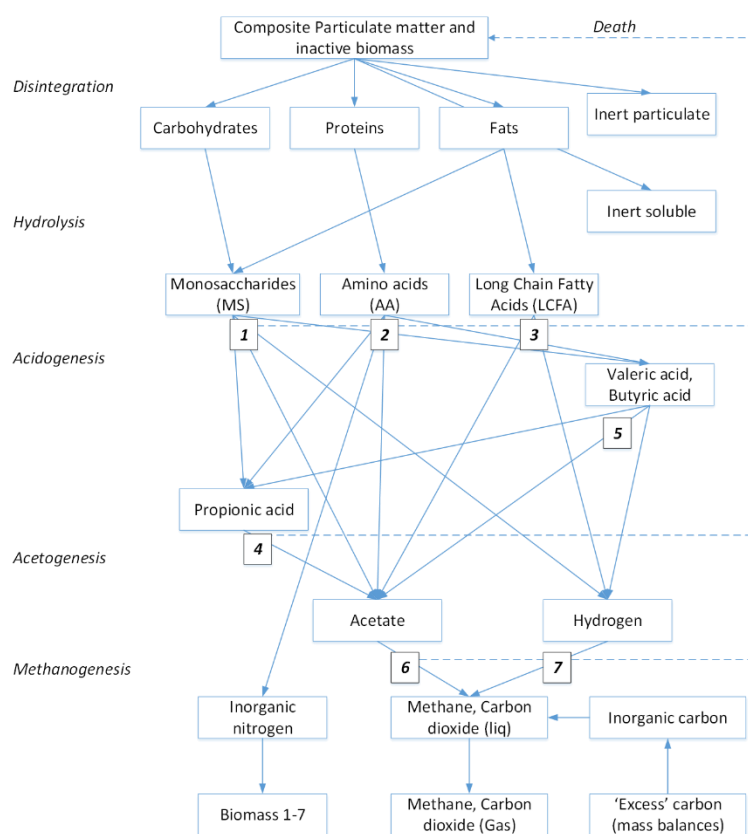 Composite Particulate matter and
inactive biomass
Death
Disintegration
Carbohydrates
Proteins
Fats
Inert particulate
Inert soluble
Hydrolysis
Monosaccharides
(MS)
Amino acids
(AA)
Long Chain Fatty
Acids (LCFA)
1
2
3
Acidogenesis
Valeric acid,
Butyric acid
5
Propionic acid
4
Acetogenesis
Acetate
Hydrogen
6
7
Methanogenesis
Inorganic
nitrogen
Methane, Carbon
dioxide (liq)
Inorganic carbon
Biomass 1-7
Methane, Carbon
dioxide (Gas)
'Excess' carbon
(mass balances)